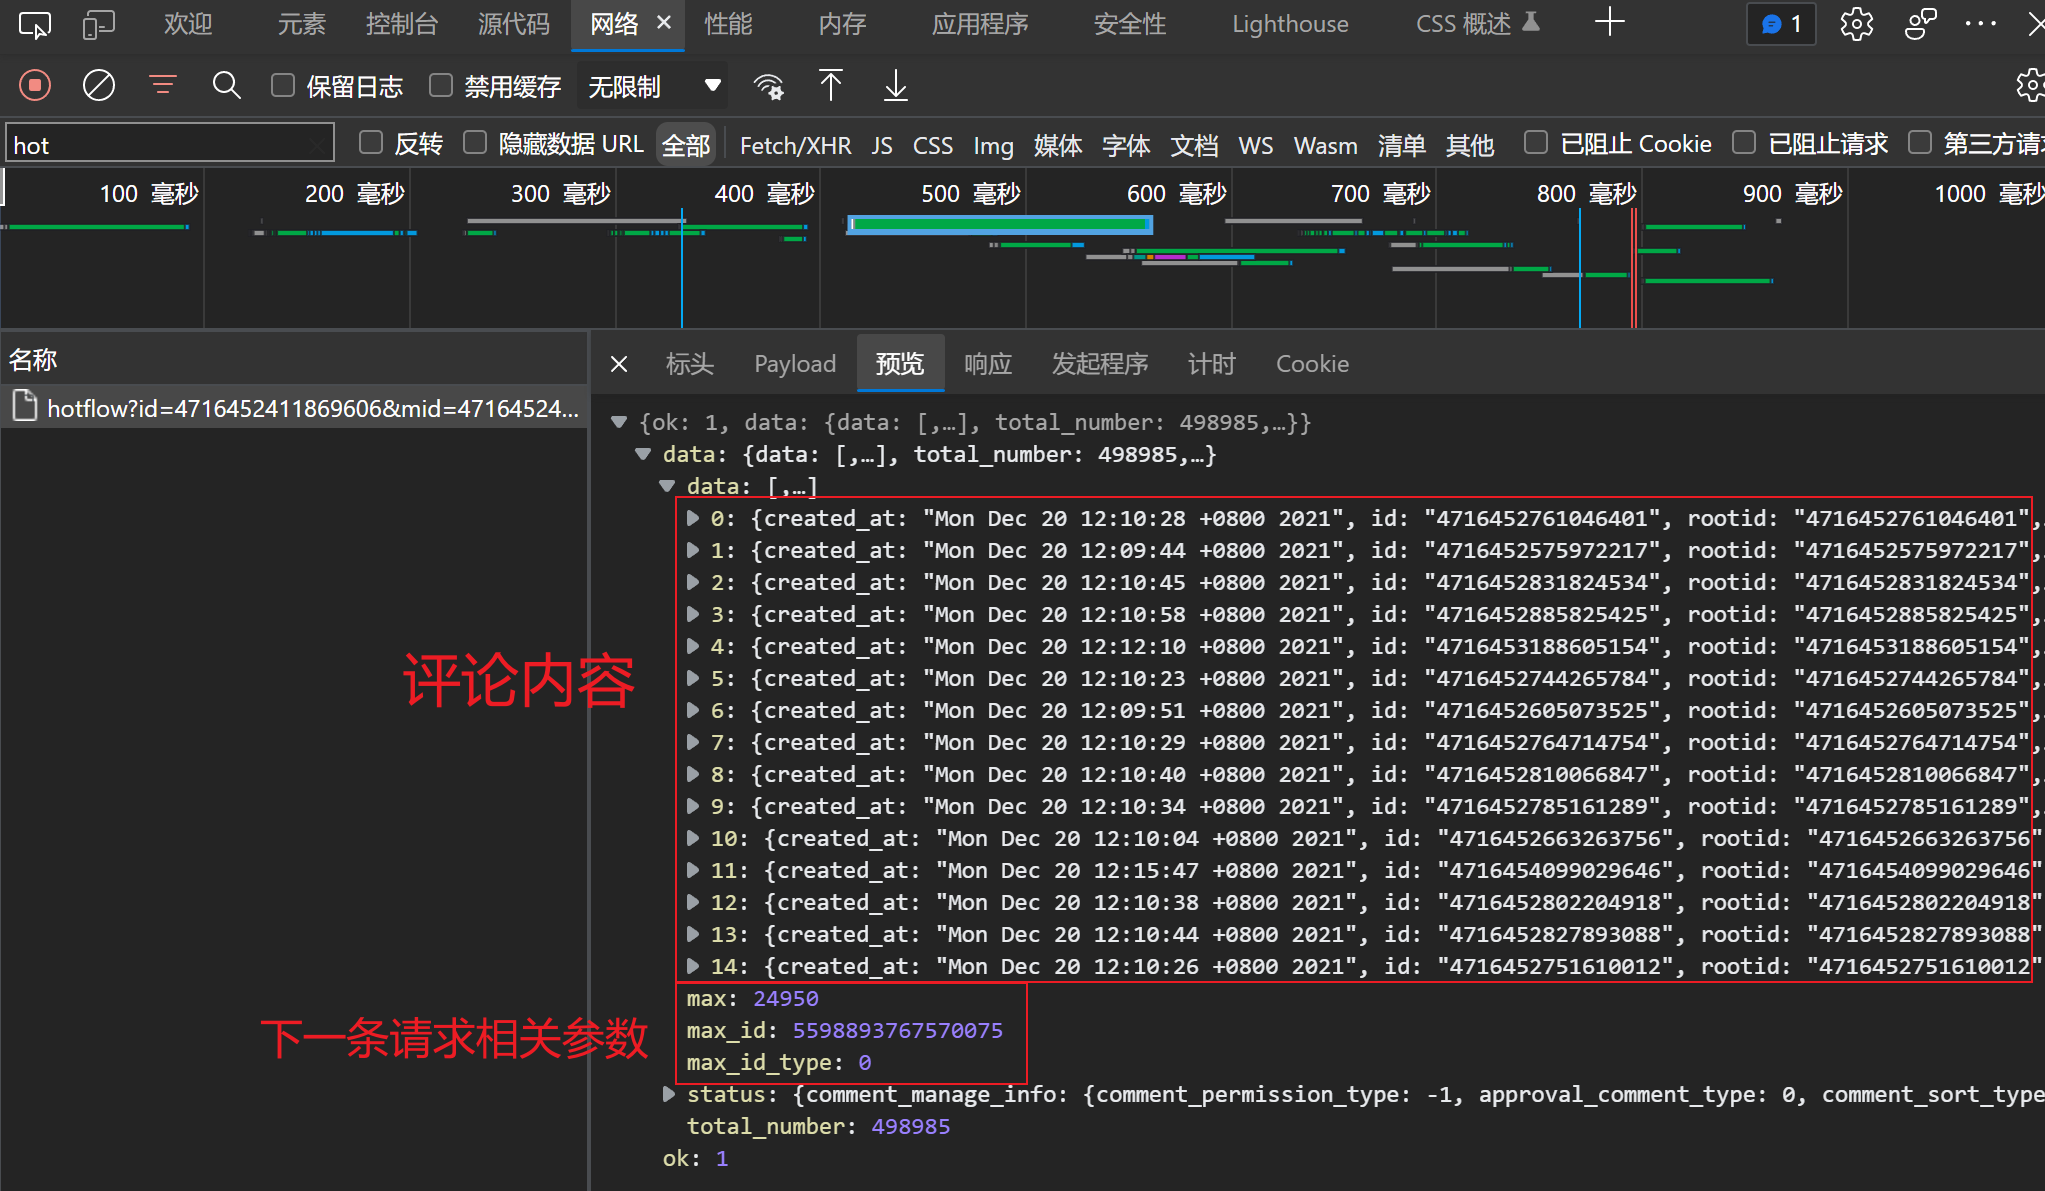 欢迎 元素 控制台 源代码 网络 性能 内存 应用程序 安全性 Lighthouse CSS 概述 1
保留日志 禁用缓存 无限制
hot 反转 隐藏数据 URL 全部 Fetch/XHR JS CSS Img 媒体 字体 文档 WS Wasm 清单 其他 已阻止 Cookie 已阻止请求 第三方请求
100 毫秒 200 毫秒 300 毫秒 400 毫秒 500 毫秒 600 毫秒 700 毫秒 800 毫秒 900 毫秒 1000 毫秒
名称
hotflow?id=4716452411869606&mid=47164524...
标头 Payload 预览 响应 发起程序 计时 Cookie
{ok: 1, data: {data: [,…], total_number: 498985,…}}
data: {data: [,…], total_number: 498985,…}
data: [,…]
0: {created_at: "Mon Dec 20 12:10:28 +0800 2021", id: "4716452761046401", rootid: "4716452761046401",
1: {created_at: "Mon Dec 20 12:09:44 +0800 2021", id: "4716452575972217", rootid: "4716452575972217",
2: {created_at: "Mon Dec 20 12:10:45 +0800 2021", id: "4716452831824534", rootid: "4716452831824534",
3: {created_at: "Mon Dec 20 12:10:58 +0800 2021", id: "4716452885825425", rootid: "4716452885825425",
4: {created_at: "Mon Dec 20 12:12:10 +0800 2021", id: "4716453188605154", rootid: "4716453188605154",
5: {created_at: "Mon Dec 20 12:10:23 +0800 2021", id: "4716452744265784", rootid: "4716452744265784",
6: {created_at: "Mon Dec 20 12:09:51 +0800 2021", id: "4716452605073525", rootid: "4716452605073525",
7: {created_at: "Mon Dec 20 12:10:29 +0800 2021", id: "4716452764714754", rootid: "4716452764714754",
8: {created_at: "Mon Dec 20 12:10:40 +0800 2021", id: "4716452810066847", rootid: "4716452810066847",
9: {created_at: "Mon Dec 20 12:10:34 +0800 2021", id: "4716452785161289", rootid: "4716452785161289",
10: {created_at: "Mon Dec 20 12:10:04 +0800 2021", id: "4716452663263756", rootid: "4716452663263756"
11: {created_at: "Mon Dec 20 12:15:47 +0800 2021", id: "4716454099029646", rootid: "4716454099029646"
12: {created_at: "Mon Dec 20 12:10:38 +0800 2021", id: "4716452802204918", rootid: "4716452802204918"
13: {created_at: "Mon Dec 20 12:10:44 +0800 2021", id: "4716452827893088", rootid: "4716452827893088"
14: {created_at: "Mon Dec 20 12:10:26 +0800 2021", id: "4716452751610012", rootid: "4716452751610012"
评论内容
max: 24950
max_id: 5598893767570075
max_id_type: 0
下一条请求相关参数
status: {comment_manage_info: {comment_permission_type: -1, approval_comment_type: 0, comment_sort_type
total_number: 498985
ok: 1